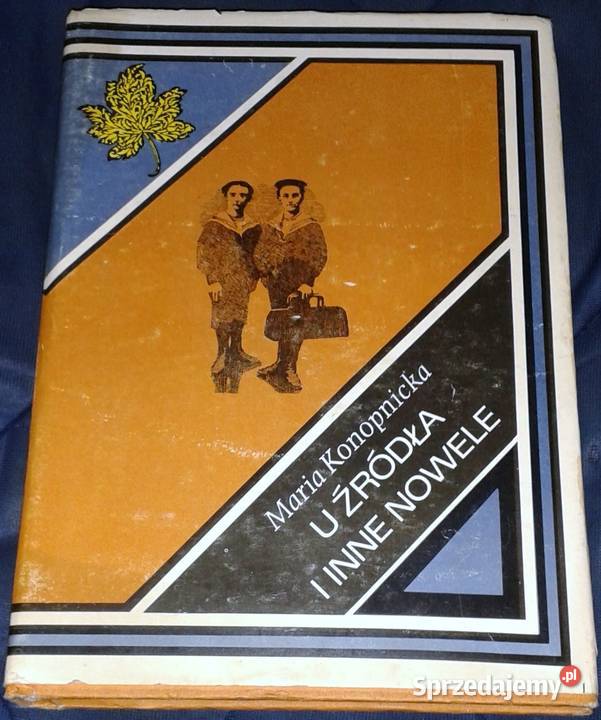 Maria Konopnicka
U ŹRÓDŁA
I INNE NOWELE
Sprzedajemy.pl